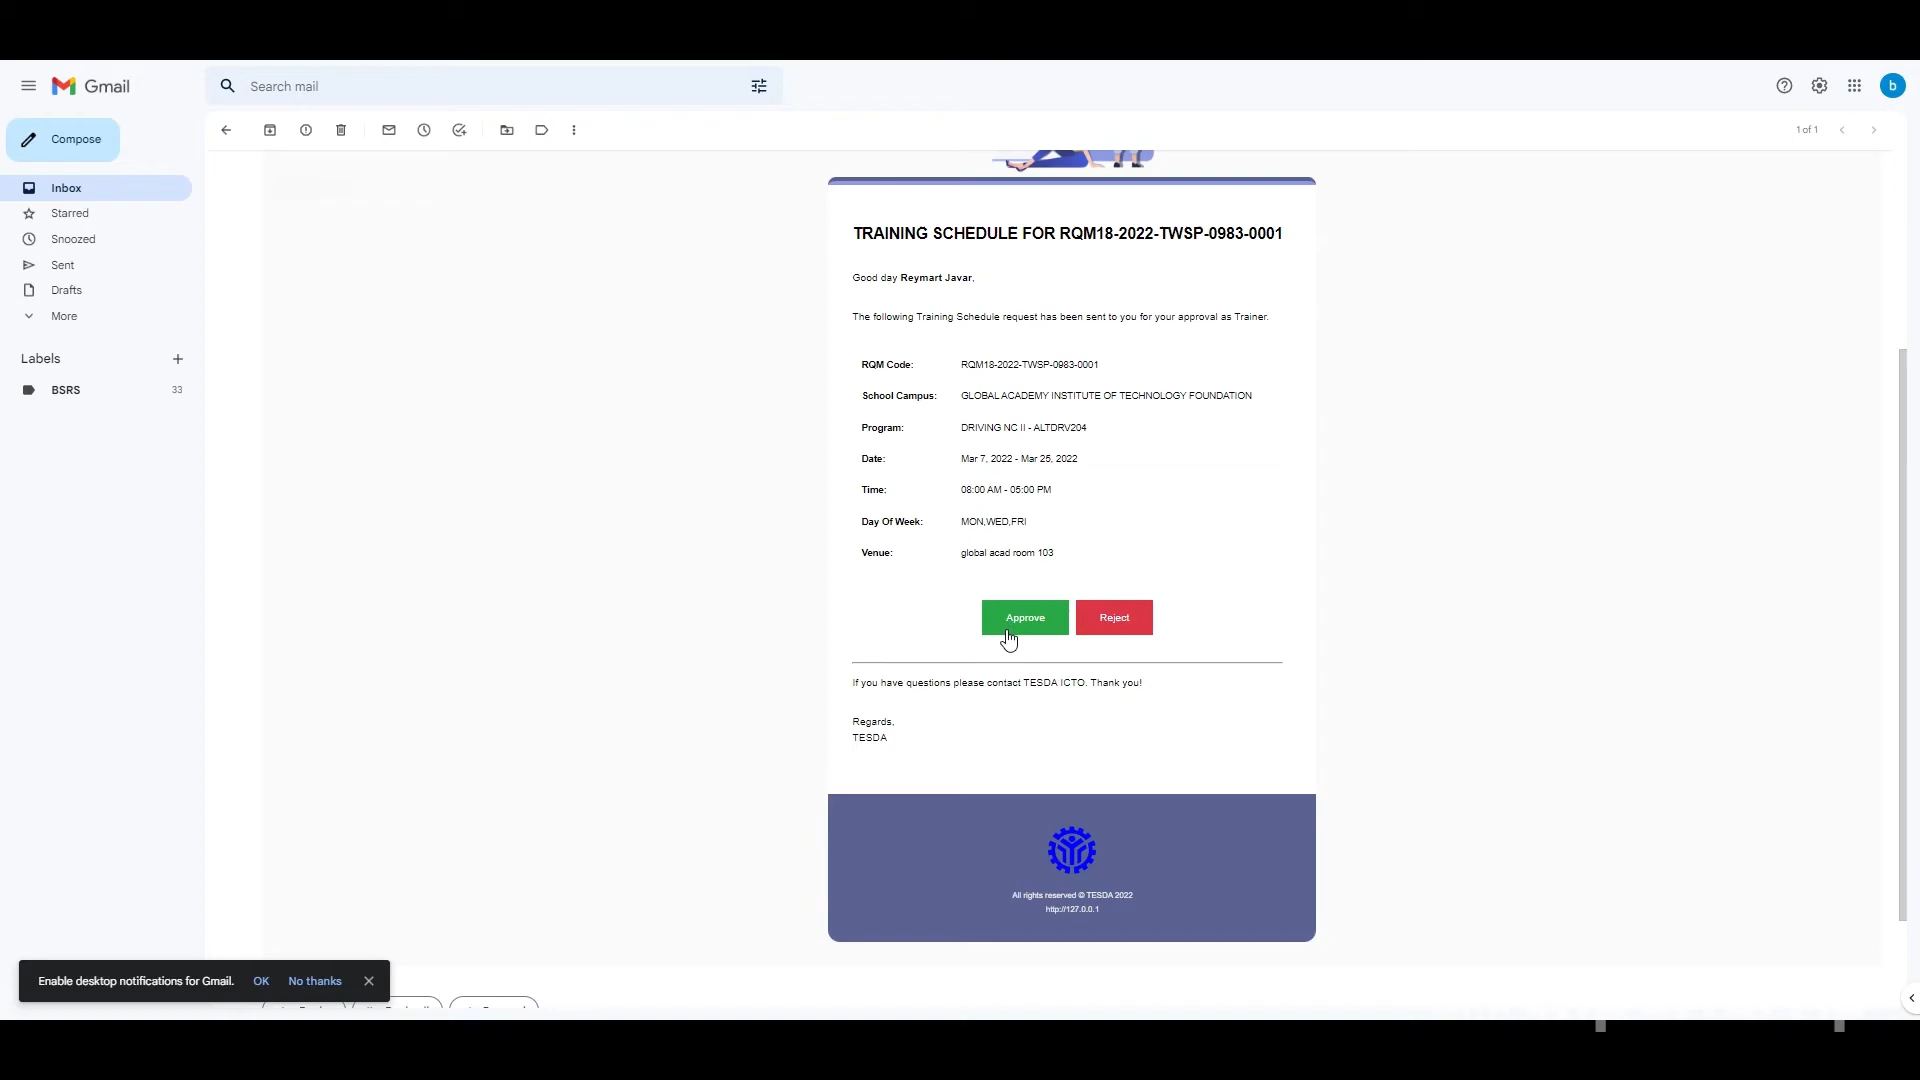 Gmail
Search mail
Compose
1 of 1
Inbox
Starred
Snoozed
Sent
Drafts
More
Labels
BSRS 33
TRAINING SCHEDULE FOR RQM18-2022-TWSP-0983-0001
Good day Reymart Javar,
The following Training Schedule request has been sent to you for your approval as Trainer.
RQM Code: RQM18-2022-TWSP-0983-0001
School Campus: GLOBAL ACADEMY INSTITUTE OF TECHNOLOGY FOUNDATION
Program: DRIVING NC II - ALTDRV204
Date: Mar 7, 2022 - Mar 25, 2022
Time: 08:00 AM - 05:00 PM
Day Of Week: MON,WED,FRI
Venue: global acad room 103
Approve Reject
If you have questions please contact TESDA ICTO. Thank you!
Regards,
TESDA
All rights reserved © TESDA 2022
http://127.0.0.1
Enable desktop notifications for Gmail. OK No thanks
b